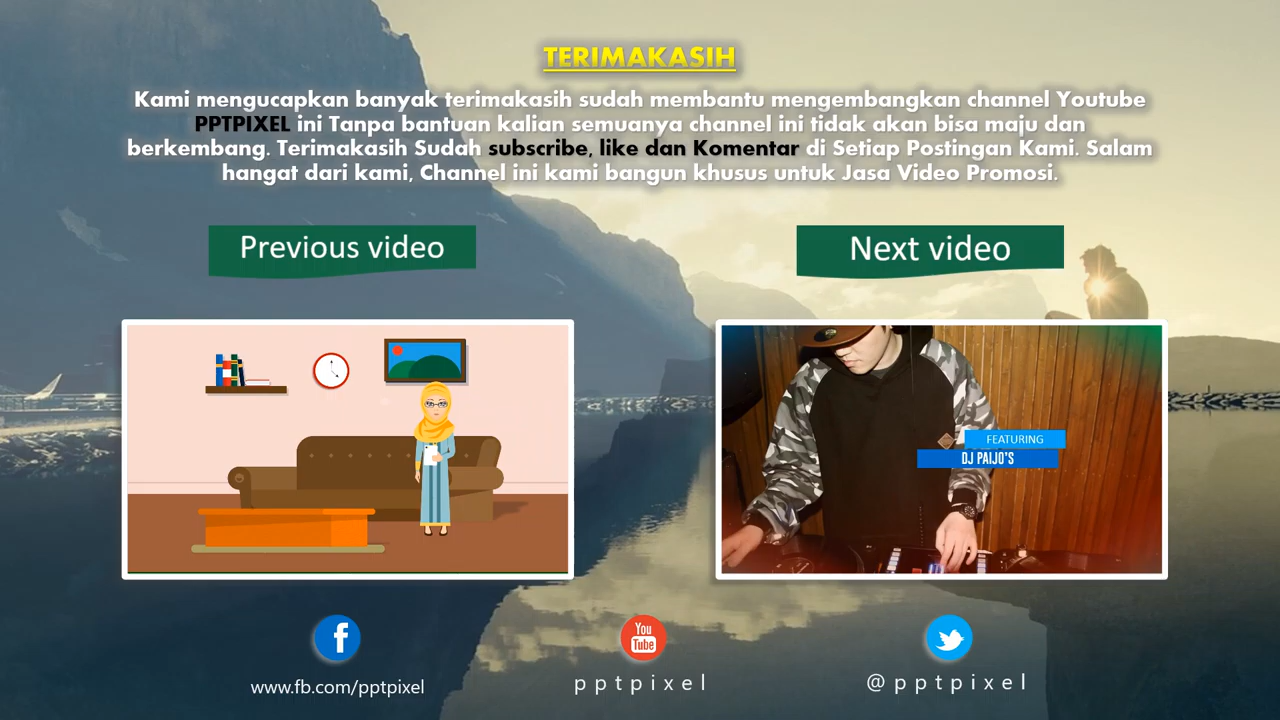 TERIMAKASIH
Kami mengucapkan banyak terimakasih sudah membantu mengembangkan channel Youtube
PPTPIXEL ini Tanpa bantuan kalian semuanya channel ini tidak akan bisa maju dan
berkembang. Terimakasih Sudah subscribe, like dan Komentar di Setiap Postingan Kami. Salam
hangat dari kami, Channel ini kami bangun khusus untuk Jasa Video Promosi.
Previous video
Next video
FEATURING
DJ PAIJO'S
You
Tube
www.fb.com/pptpixel
pptpixel
@pptpixel